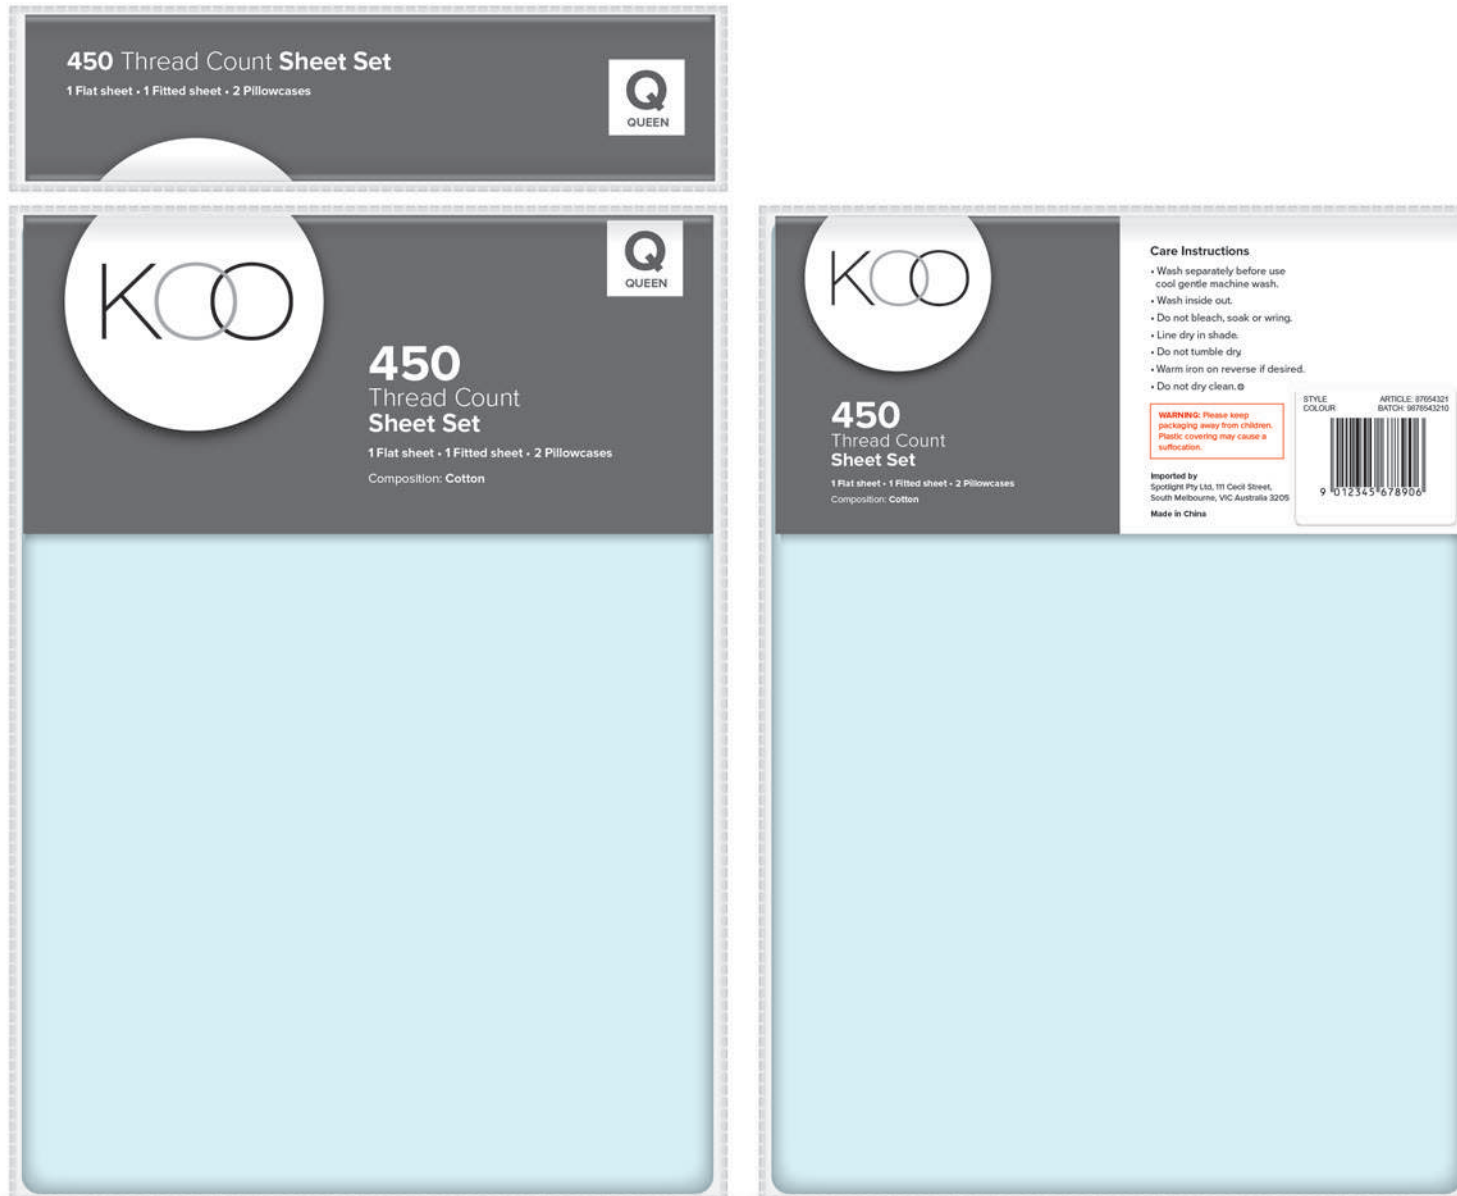 450 Thread Count Sheet Set
1 Flat sheet • 1 Fitted sheet • 2 Pillowcases
Q
QUEEN
KOO
Q
QUEEN
450
Thread Count
Sheet Set
1 Flat sheet • 1 Fitted sheet • 2 Pillowcases
Composition: Cotton
KOO
450
Thread Count
Sheet Set
1 Flat sheet • 1 Fitted sheet • 2 Pillowcases
Composition: Cotton
Care Instructions
• Wash separately before use
cool gentle machine wash.
• Wash inside out.
• Do not bleach, soak or wring.
• Line dry in shade.
• Do not tumble dry
• Warm iron on reverse if desired.
• Do not dry clean.
WARNING: Please keep
packaging away from children.
Plastic covering may cause a
suffocation.
Imported by
Spotlight Pty Ltd, 111 Cecil Street,
South Melbourne, VIC Australia 3205
Made in China
STYLE ARTICLE: 87654321
COLOUR BATCH: 9876543210
9 012345 678906